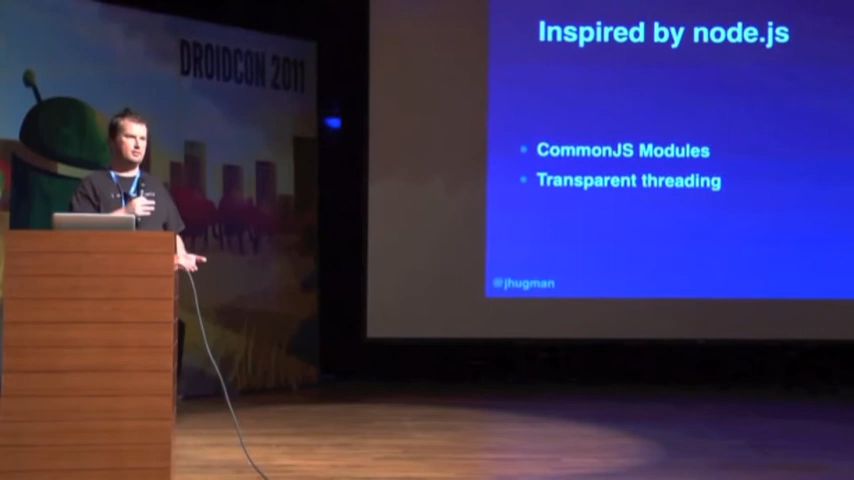 DROIDCON 2011
Inspired by node.js
CommonJS Modules
Transparent threading
@jhugman